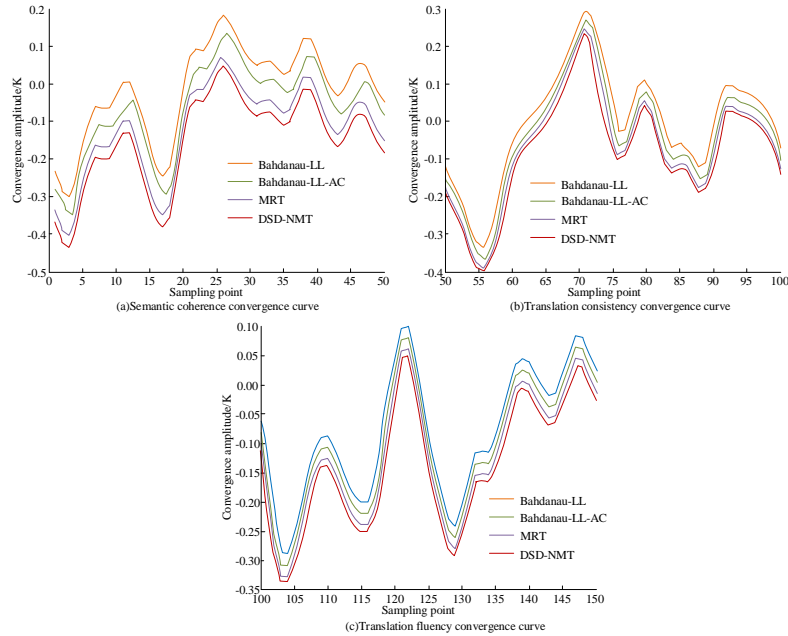 0.2
0.1
0.0
-0.1
-0.2
-0.3
-0.4
-0.5
Convergence amplitude/K
Bahdanau-LL
Bahdanau-LL-AC
MRT
DSD-NMT
0 5 10 15 20 25 30 35 40 45 50
Sampling point
(a)Semantic coherence convergence curve
0.3
0.2
0.1
0.0
-0.1
-0.2
-0.3
-0.4
Convergence amplitude/K
Bahdanau-LL
Bahdanau-LL-AC
MRT
DSD-NMT
50 55 60 65 70 75 80 85 90 95 100
Sampling point
(b)Translation consistency convergence curve
0.10
0.05
0.00
-0.05
-0.10
-0.15
-0.20
-0.25
-0.30
-0.35
Convergence amplitude/K
Bahdanau-LL
Bahdanau-LL-AC
MRT
DSD-NMT
100 105 110 115 120 125 130 135 140 145 150
Sampling point
(c)Translation fluency convergence curve